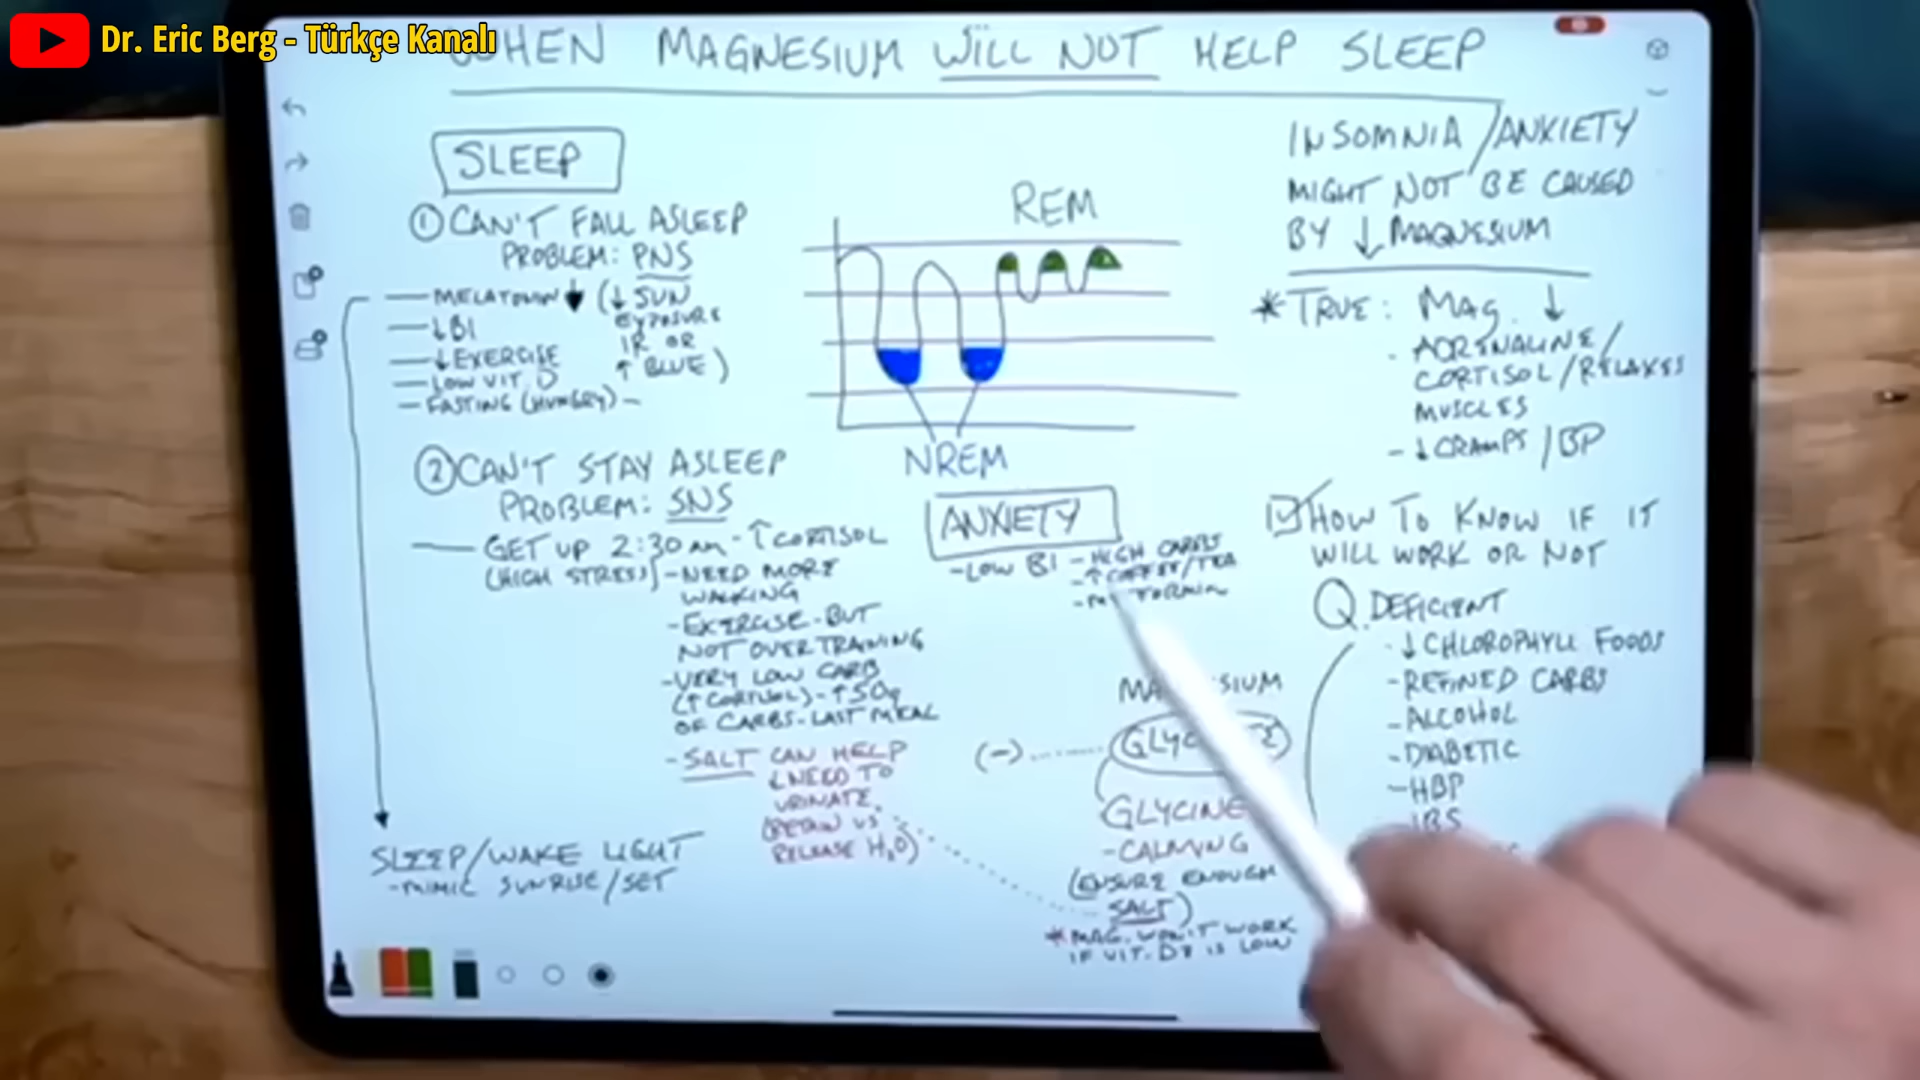 Dr. Eric Berg - Türkçe Kanalı
WHEN MAGNESIUM WILL NOT HELP SLEEP
SLEEP
① CAN'T FALL ASLEEP
PROBLEM: PNS
— MELATONIN ↓ (↓ SUN
EXPOSURE
IR OR
↑ BLUE)
— ↓ B1
— ↓ EXERCISE
— LOW VIT. D
— FASTING (HUNGRY) —
② CAN'T STAY ASLEEP
PROBLEM: SNS
— GET UP 2:30 AM - ↑ CORTISOL
(HIGH STRESS) - NEED MORE
WALKING
- EXERCISE - BUT
NOT OVERTRAINING
- VERY LOW CARB
(↑ CORTISOL) - ↑ 50g
OF CARBS - LAST MEAL
- SALT CAN HELP
↓ NEED TO
URINATE
(RETAIN VS
RELEASE H2O)
SLEEP/WAKE LIGHT
- MIMIC SUNRISE/SET
REM
NREM
ANXIETY
- LOW B1 - HIGH CARBS
- ↑ COFFEE/TEA
(-)
GLYCINE
- CALMING
(ENSURE ENOUGH
SALT)
* MAG. WON'T WORK
IF VIT. D3 IS LOW
INSOMNIA/ANXIETY
MIGHT NOT BE CAUSED
BY ↓ MAGNESIUM
* TRUE: MAG. ↓
- ADRENALINE/
CORTISOL/RELAXES
MUSCLES
- ↓ CRAMPS/BP
☑ HOW TO KNOW IF IT
WILL WORK OR NOT
Q. DEFICIENT
- ↓ CHLOROPHYLL FOODS
- REFINED CARBS
- ALCOHOL
- DIABETIC
- HBP
- IBS